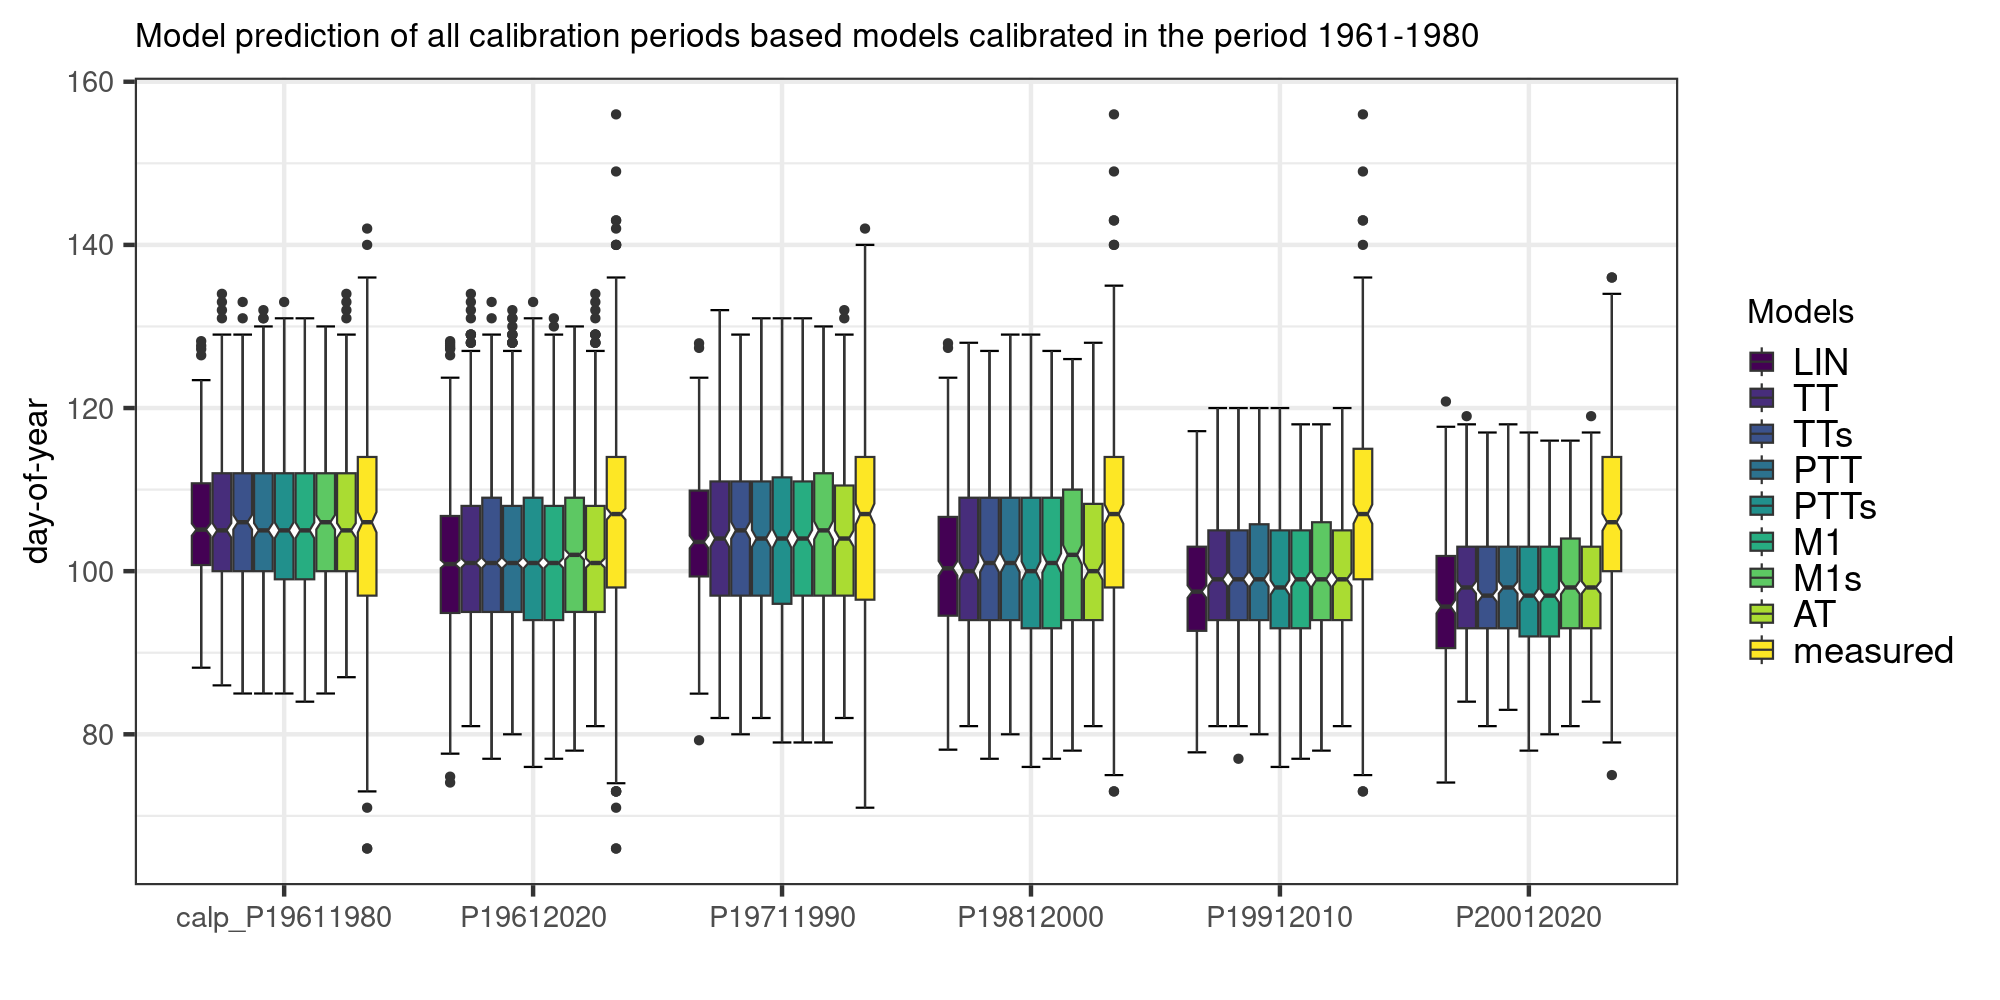 Model prediction of all calibration periods based models calibrated in the period 1961-1980
160
140
120
100
80
day-of-year
calp_P19611980 P19612020 P19711990 P19812000 P19912010 P20012020
Models
LIN
TT
TTs
PTT
PTTs
M1
M1s
AT
measured